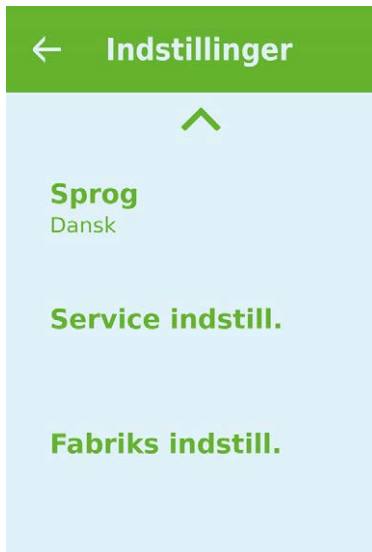 Indstillinger
Sprog
Dansk
Service indstill.
Fabriks indstill.